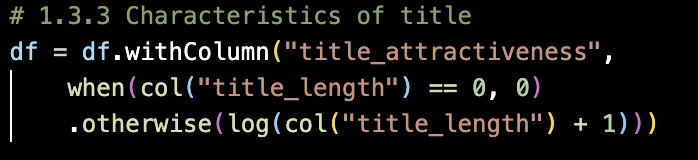 # 1.3.3 Characteristics of title
df = df.withColumn("title_attractiveness",
    when(col("title_length") == 0, 0)
    .otherwise(log(col("title_length") + 1)))